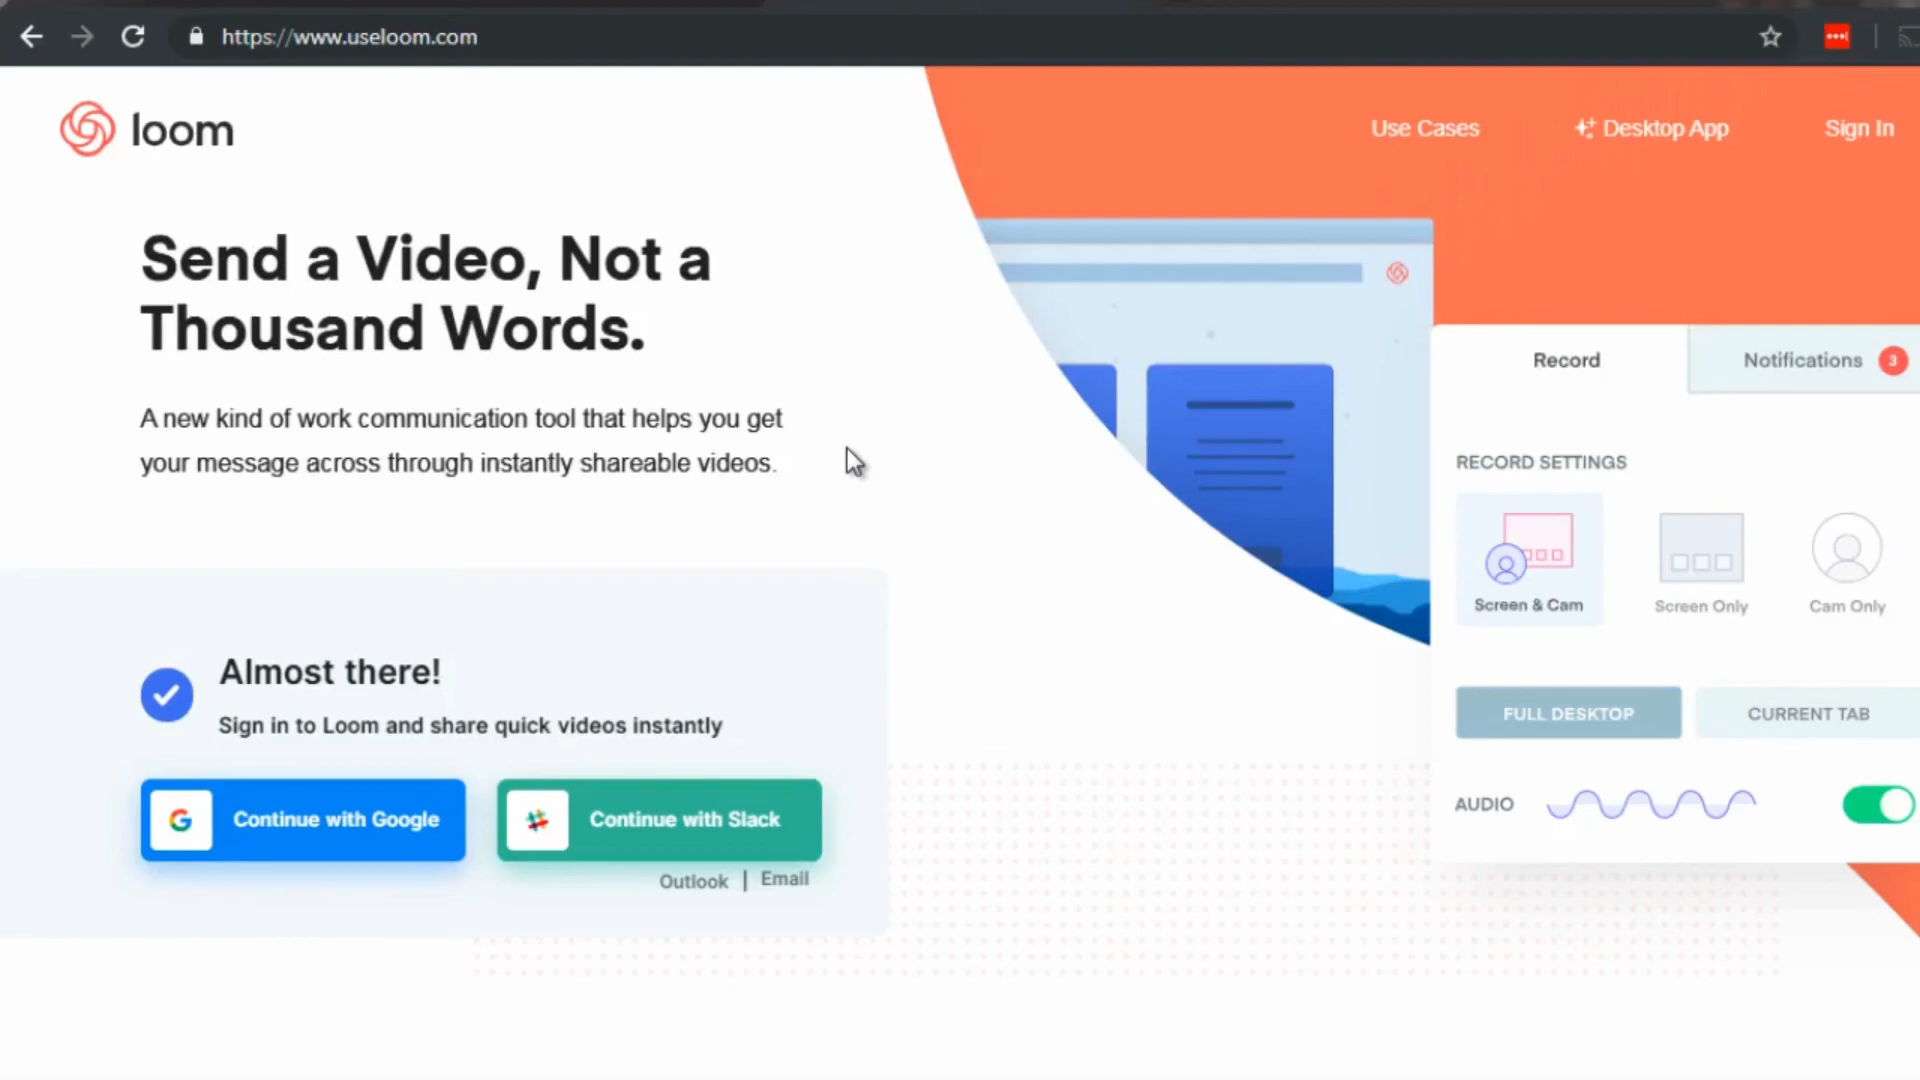 https://www.useloom.com
loom
Use Cases
Desktop App
Sign In
Send a Video, Not a
Thousand Words.
A new kind of work communication tool that helps you get
your message across through instantly shareable videos.
Record
Notifications 3
RECORD SETTINGS
Screen & Cam
Screen Only
Cam Only
FULL DESKTOP
CURRENT TAB
AUDIO
Almost there!
Sign in to Loom and share quick videos instantly
Continue with Google
Continue with Slack
Outlook | Email